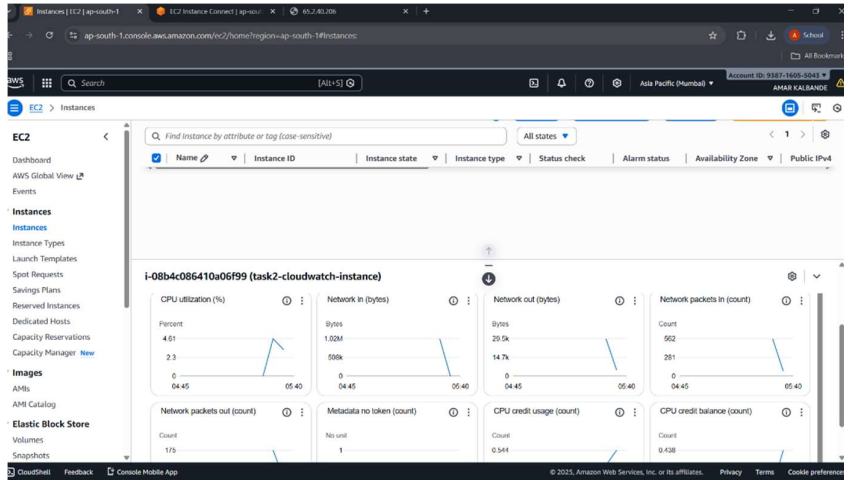 Instances | EC2 | ap-south-1
EC2 Instance Connect | ap-sou
65.2.40.206
ap-south-1.console.aws.amazon.com/ec2/home?region=ap-south-1#Instances:
School
All Bookmark
aws
Search
[Alt+S]
Asia Pacific (Mumbai)
Account ID: 9387-1605-5043
AMAR KALBANDE
EC2 > Instances
EC2
Dashboard
AWS Global View
Events
Instances
Instances
Instance Types
Launch Templates
Spot Requests
Savings Plans
Reserved Instances
Dedicated Hosts
Capacity Reservations
Capacity Manager New
Images
AMIs
AMI Catalog
Elastic Block Store
Volumes
Snapshots
Find Instance by attribute or tag (case-sensitive)
All states
1
Name
Instance ID
Instance state
Instance type
Status check
Alarm status
Availability Zone
Public IPv4
i-08b4c086410a06f99 (task2-cloudwatch-instance)
CPU utilization (%)
Percent
4.61
2.3
0
04:45 05:40
Network in (bytes)
Bytes
1.02M
508k
0
04:45 05:40
Network out (bytes)
Bytes
29.5k
14.7k
0
04:45 05:40
Network packets in (count)
Count
562
281
0
04:45 05:40
Network packets out (count)
Count
175
Metadata no token (count)
No unit
1
CPU credit usage (count)
Count
0.544
CPU credit balance (count)
Count
0.438
CloudShell Feedback Console Mobile App
© 2025, Amazon Web Services, Inc. or its affiliates. Privacy Terms Cookie preferences